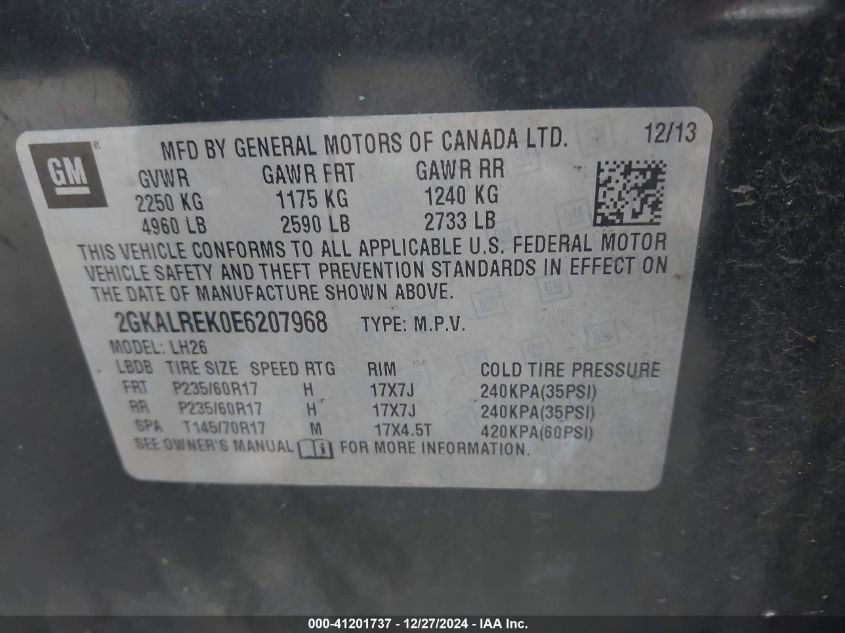 GM®
MFD BY GENERAL MOTORS OF CANADA LTD. 12/13
GVWR GAWR FRT GAWR RR
2250 KG 1175 KG 1240 KG
4960 LB 2590 LB 2733 LB
THIS VEHICLE CONFORMS TO ALL APPLICABLE U.S. FEDERAL MOTOR
VEHICLE SAFETY AND THEFT PREVENTION STANDARDS IN EFFECT ON
THE DATE OF MANUFACTURE SHOWN ABOVE.
2GKALREK0E6207968 TYPE: M.P.V.
MODEL: LH26
LBDB TIRE SIZE SPEED RTG RIM COLD TIRE PRESSURE
FRT P235/60R17 H 17X7J 240KPA(35PSI)
RR P235/60R17 H 17X7J 240KPA(35PSI)
SPA T145/70R17 M 17X4.5T 420KPA(60PSI)
SEE OWNER'S MANUAL FOR MORE INFORMATION.
000-41201737 - 12/27/2024 - IAA Inc.